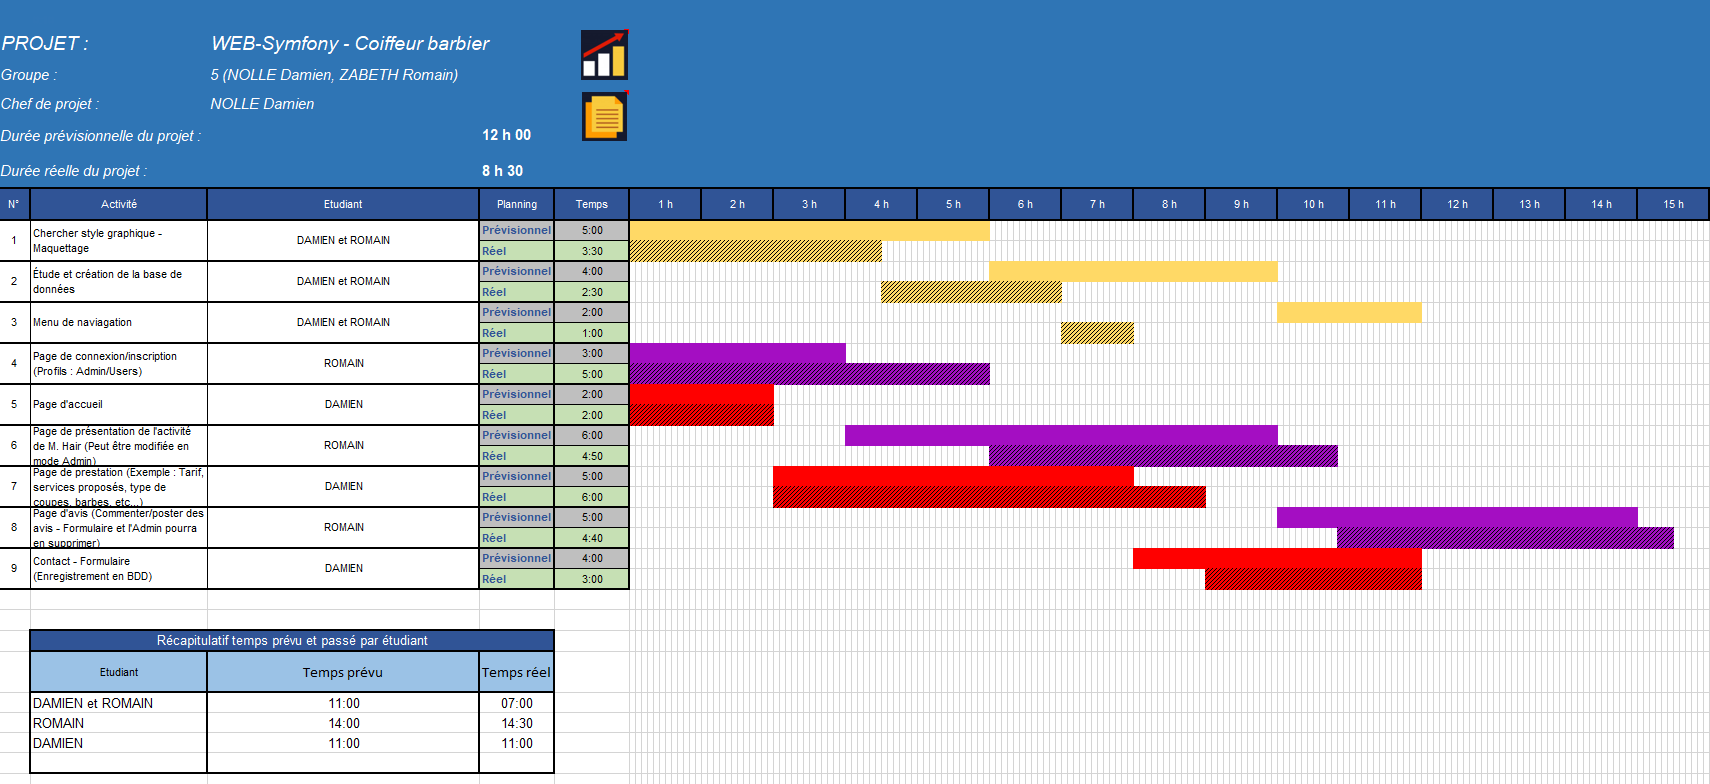 PROJET :	WEB-Symfony - Coiffeur barbier
Groupe :	5 (NOLLE Damien, ZABETH Romain)
Chef de projet :	NOLLE Damien
Durée prévisionnelle du projet :	12 h 00
Durée réelle du projet :	8 h 30
N°	Activité	Etudiant	Planning	Temps	1 h	2 h	3 h	4 h	5 h	6 h	7 h	8 h	9 h	10 h	11 h	12 h	13 h	14 h	15 h
1	Chercher style graphique -
Maquettage	DAMIEN et ROMAIN	Prévisionnel	5:00
Réel	3:30
2	Étude et création de la base de
données	DAMIEN et ROMAIN	Prévisionnel	4:00
Réel	2:30
3	Menu de naviagation	DAMIEN et ROMAIN	Prévisionnel	2:00
Réel	1:00
4	Page de connexion/inscription
(Profils : Admin/Users)	ROMAIN	Prévisionnel	3:00
Réel	5:00
5	Page d'accueil	DAMIEN	Prévisionnel	2:00
Réel	2:00
6	Page de présentation de l'activité
de M. Hair (Peut être modifiée en
mode Admin)	ROMAIN	Prévisionnel	6:00
Réel	4:50
7	Page de prestation (Exemple : Tarif,
services proposés, type de
coupes, barbes, etc...)	DAMIEN	Prévisionnel	5:00
Réel	6:00
8	Page d'avis (Commenter/poster des
avis - Formulaire et l'Admin pourra
en supprimer)	ROMAIN	Prévisionnel	5:00
Réel	4:40
9	Contact - Formulaire
(Enregistrement en BDD)	DAMIEN	Prévisionnel	4:00
Réel	3:00
Récapitulatif temps prévu et passé par étudiant
Etudiant	Temps prévu	Temps réel
DAMIEN et ROMAIN	11:00	07:00
ROMAIN	14:00	14:30
DAMIEN	11:00	11:00